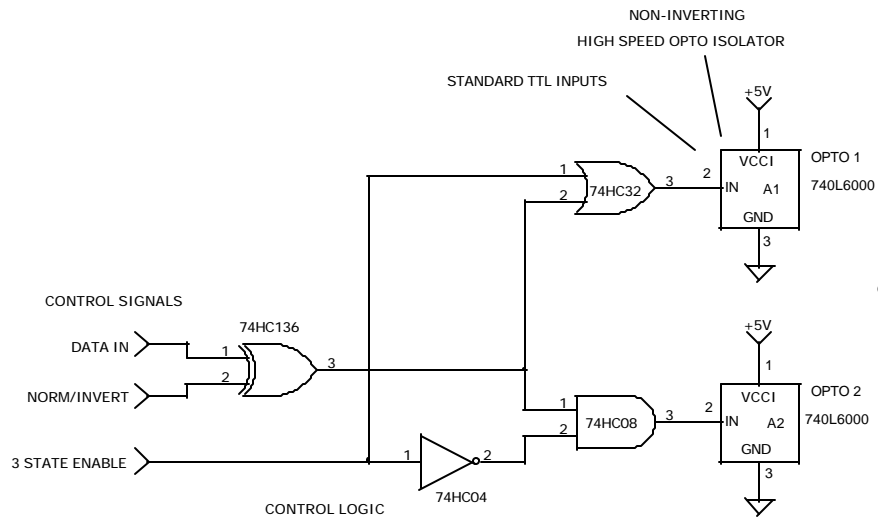 NON-INVERTING
HIGH SPEED OPTO ISOLATOR
STANDARD TTL INPUTS
+5V
1
OPTO 1
740L6000
VCCI
2
IN
A1
GND
3
1
2
74HC32
3
CONTROL SIGNALS
74HC136
DATA IN
1
2
3
NORM/INVERT
3 STATE ENABLE
1
2
74HC04
CONTROL LOGIC
1
2
74HC08
3
+5V
1
OPTO 2
740L6000
VCCI
2
IN
A2
GND
3